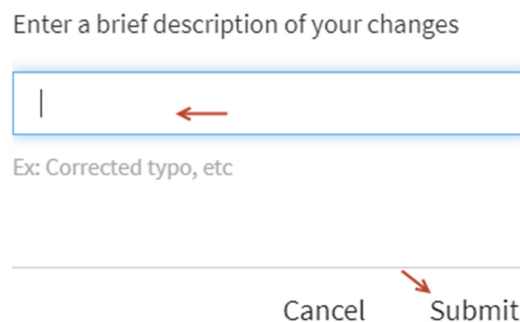 Enter a brief description of your changes
Ex: Corrected typo, etc
Cancel Submit